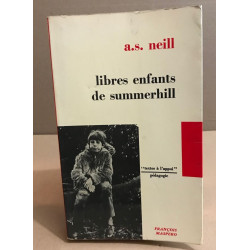 a.s. neill
libres enfants
de summerhill
"textes à l'appui"
pédagogie
FRANÇOIS
MASPERO